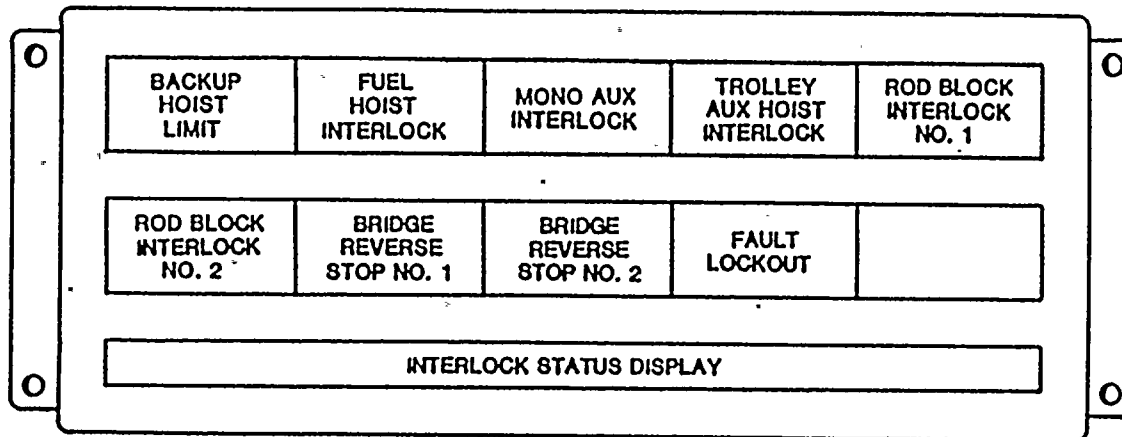 BACKUP
HOIST
LIMIT
FUEL
HOIST
INTERLOCK
MONO AUX
INTERLOCK
TROLLEY
AUX HOIST
INTERLOCK
ROD BLOCK
INTERLOCK
NO. 1
ROD BLOCK
INTERLOCK
NO. 2
BRIDGE
REVERSE
STOP NO. 1
BRIDGE
REVERSE
STOP NO. 2
FAULT
LOCKOUT
INTERLOCK STATUS DISPLAY